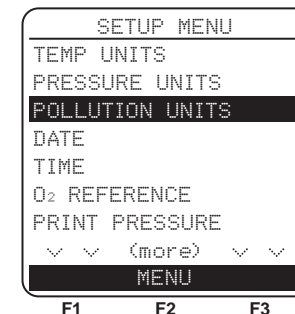 SETUP MENU
TEMP UNITS
PRESSURE UNITS
POLLUTION UNITS
DATE
TIME
O₂ REFERENCE
PRINT PRESSURE
(more)
MENU
F1 F2 F3